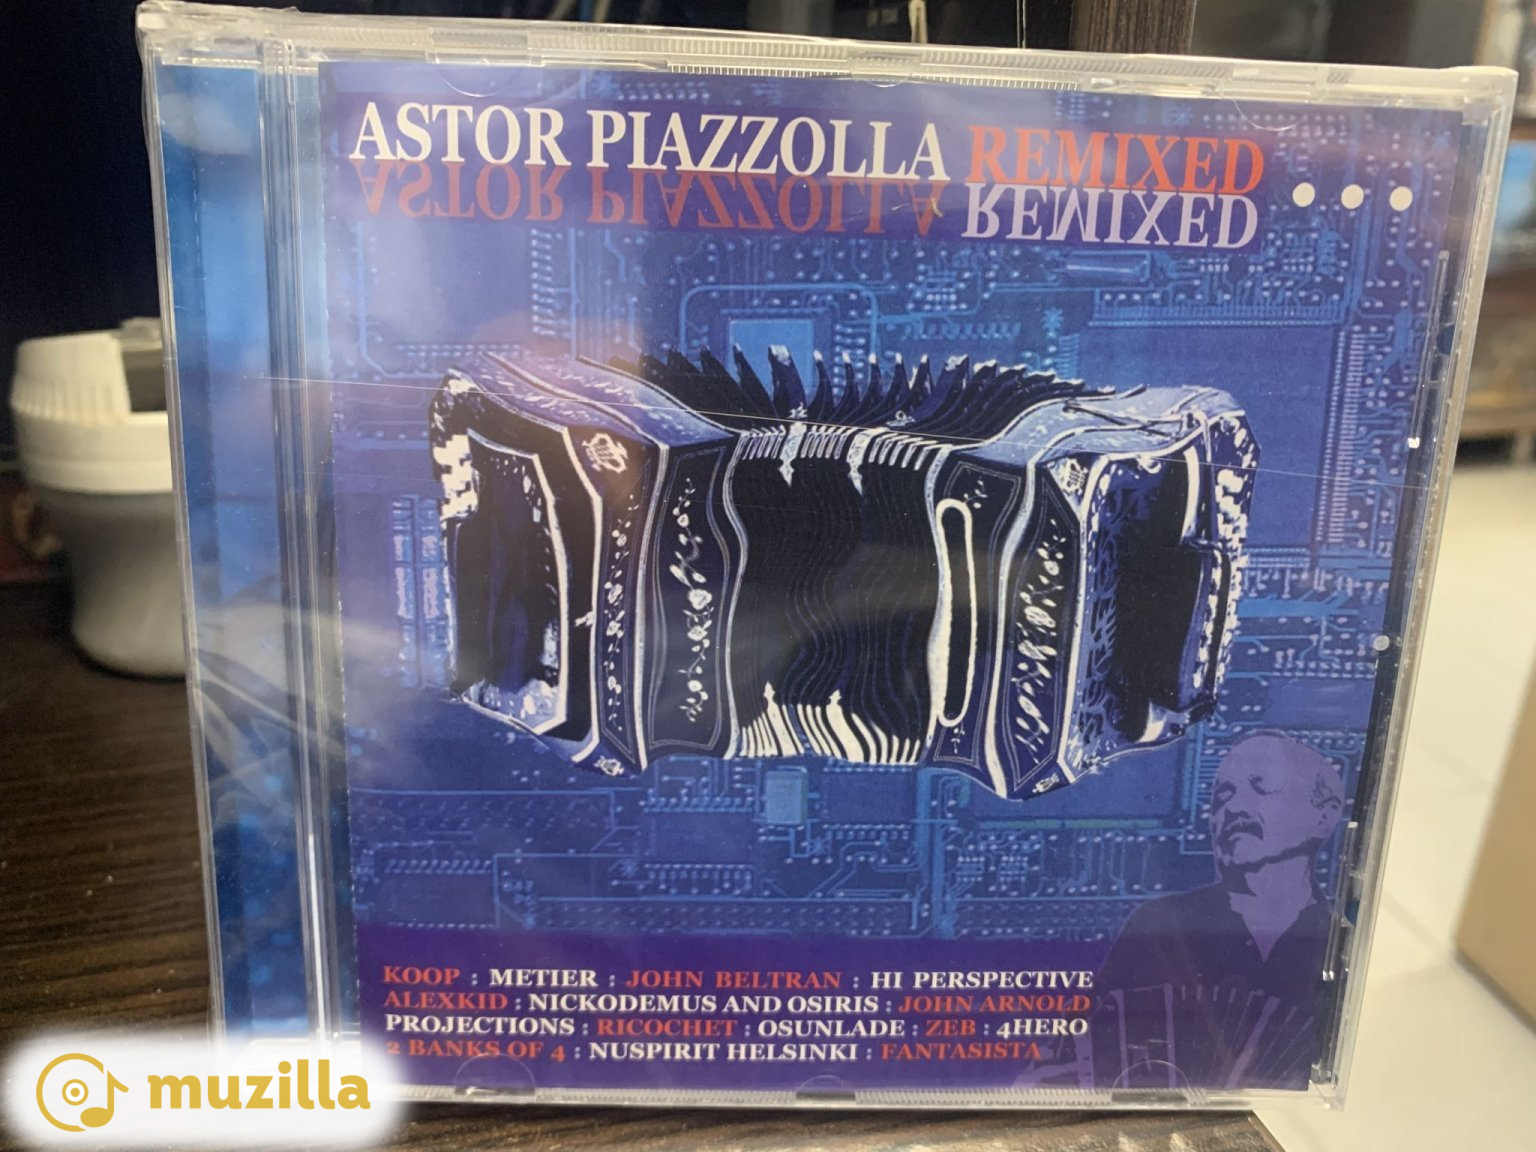 ASTOR PIAZZOLLA REMIXED
ASTOR PIAZZOLLA REMIXED
KOOP : METIER : JOHN BELTRAN : HI PERSPECTIVE
ALEXKID : NICKODEMUS AND OSIRIS : JOHN ARNOLD
PROJECTIONS : RICOCHET : OSUNLADE : ZEB : 4HERO
2 BANKS OF 4 : NUSPIRIT HELSINKI : FANTASISTA
muzilla